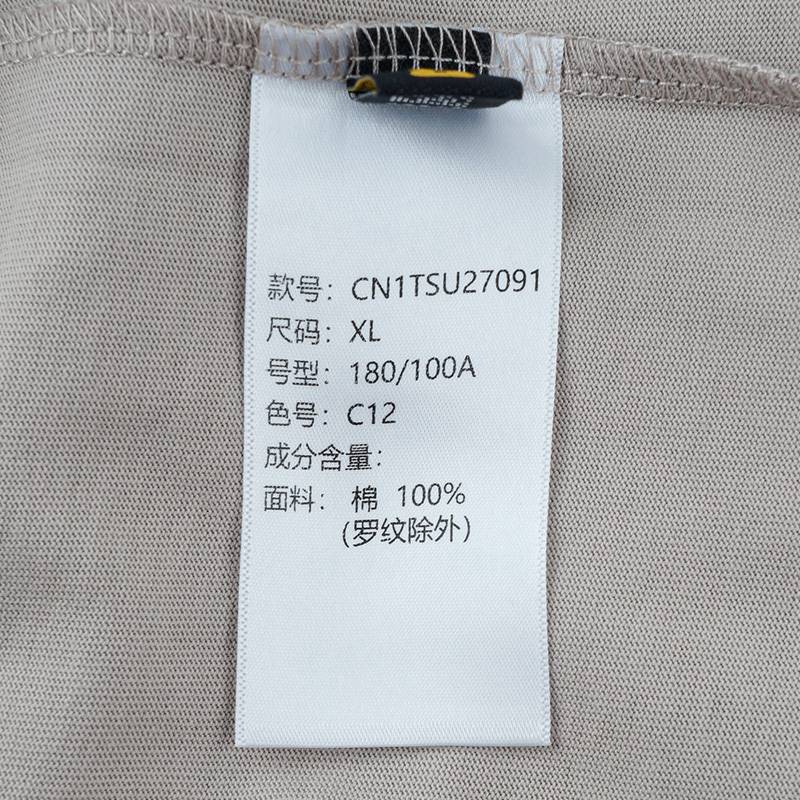 款号：CN1TSU27091
尺码：XL
号型：180/100A
色号：C12
成分含量：
面料：棉 100%
(罗纹除外)